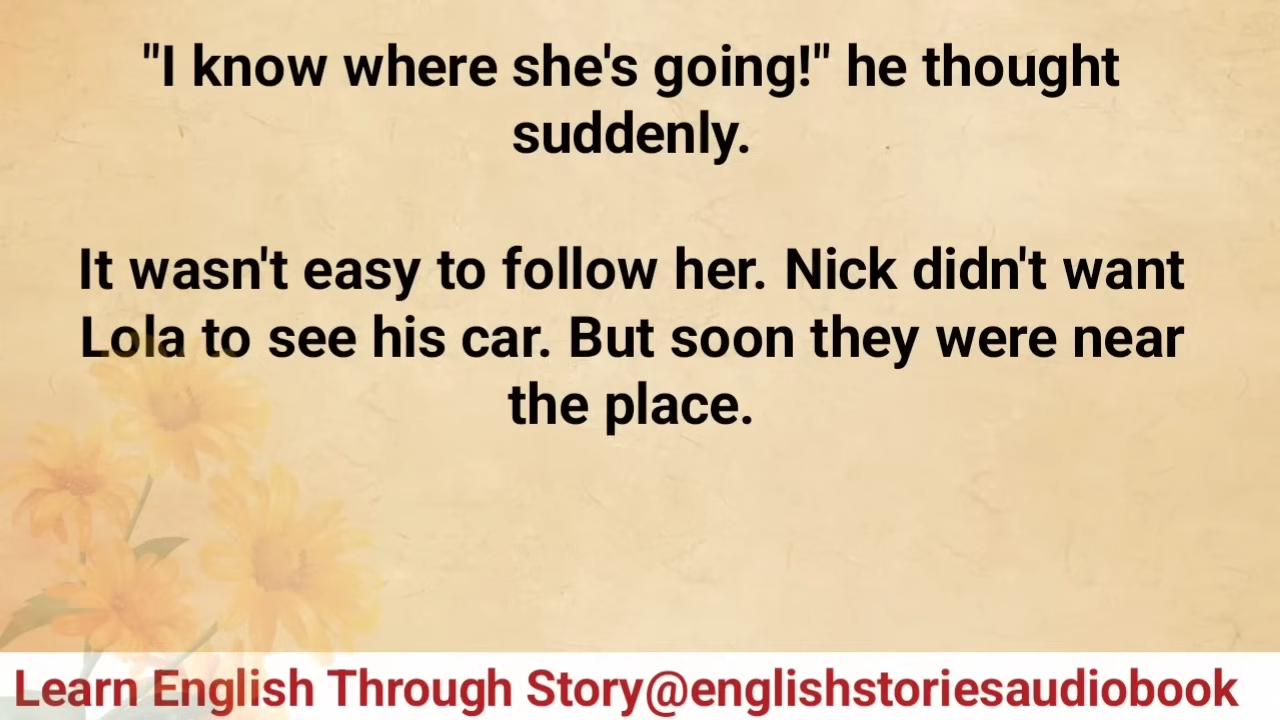 "I know where she's going!" he thought
suddenly.
It wasn't easy to follow her. Nick didn't want
Lola to see his car. But soon they were near
the place.
Learn English Through Story@englishstoriesaudiobook